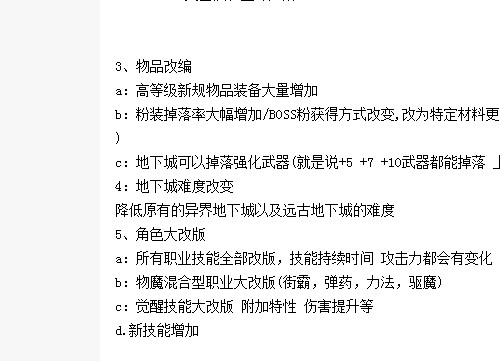 3、物品改编
a: 高等级新规物品装备大量增加
b: 粉装掉落率大幅增加/BOSS粉获得方式改变,改为特定材料更
)
c: 地下城可以掉落强化武器(就是说+5 +7 +10武器都能掉落
4: 地下城难度改变
降低原有的异界地下城以及远古地下城的难度
5、角色大改版
a: 所有职业技能全部改版, 技能持续时间 攻击力都会有变化
b: 物魔混合型职业大改版(街霸, 弹药, 力法, 驱魔)
c: 觉醒技能大改版 附加特性 伤害提升等
d.新技能增加